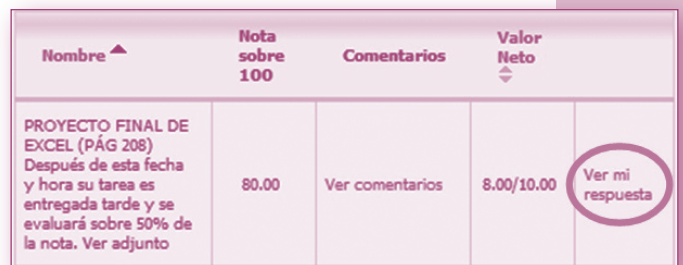 Nombre
Nota
sobre
100
Comentarios
Valor
Neto
PROYECTO FINAL DE
EXCEL (PÁG 208)
Después de esta fecha
y hora su tarea es
entregada tarde y se
evaluará sobre 50% de
la nota. Ver adjunto
80.00
Ver comentarios
8.00/10.00
Ver mi
respuesta